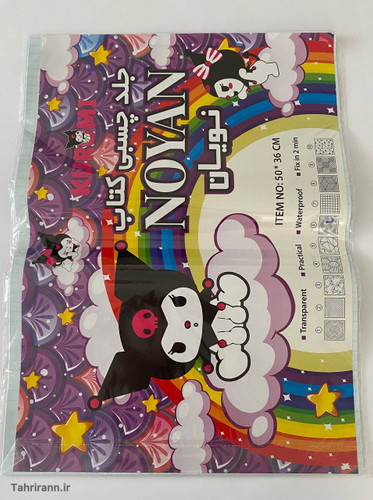 KUROMI
جلد چسبی کتاب
NOYAN
نویان
ITEM NO: 50 * 36 CM
■ Transparent ■ Practical ■ Waterproof ■ Fix in 2 min
Tahrirann.ir